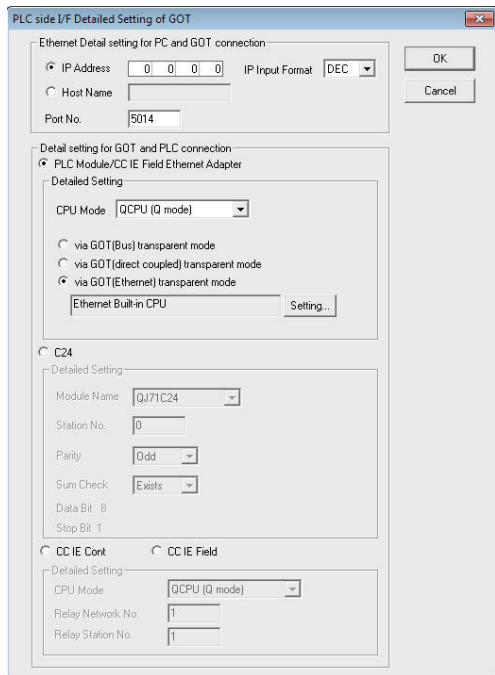 PLC side I/F Detailed Setting of GOT
Ethernet Detail setting for PC and GOT connection
IP Address 0 0 0 0 IP Input Format DEC
Host Name
Port No. 5014
OK
Cancel
Detail setting for GOT and PLC connection
PLC Module/CC IE Field Ethernet Adapter
Detailed Setting
CPU Mode QCPU (Q mode)
via GOT(Bus) transparent mode
via GOT(direct coupled) transparent mode
via GOT(Ethernet) transparent mode
Ethernet Built-in CPU Setting...
C24
Detailed Setting
Module Name QJ71C24
Station No. 0
Parity Odd
Sum Check Exists
Data Bit 8
Stop Bit 1
CC IE Cont CC IE Field
Detailed Setting
CPU Mode QCPU (Q mode)
Relay Network No. 1
Relay Station No. 1